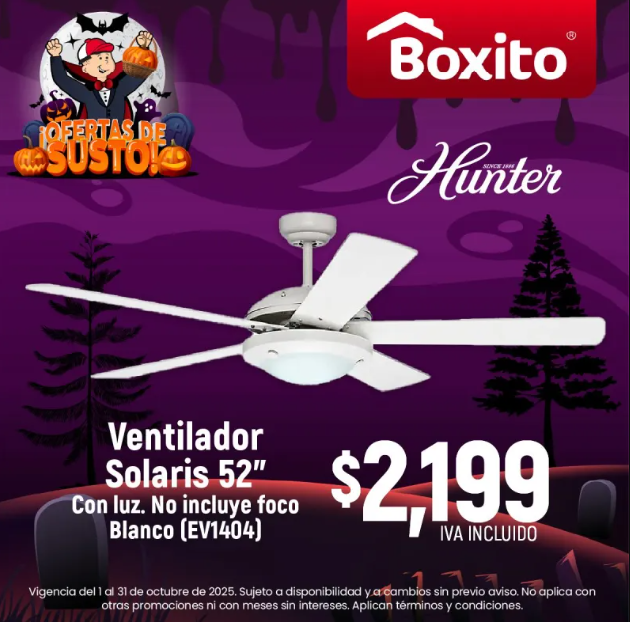 ¡OFERTAS DE
SUSTO!
Boxito®
SINCE 1886
Hunter
Ventilador
Solaris 52”
Con luz. No incluye foco
Blanco (EV1404)
$2,199
IVA INCLUIDO
Vigencia del 1 al 31 de octubre de 2025. Sujeto a disponibilidad y a cambios sin previo aviso. No aplica con
otras promociones ni con meses sin intereses. Aplican términos y condiciones.